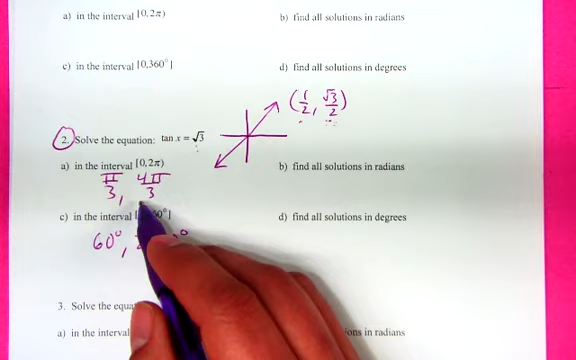 a) in the interval [0,2π)
b) find all solutions in radians
c) in the interval [0,360°]
d) find all solutions in degrees
(1/2, √3/2)
2. Solve the equation: tan x = √3
a) in the interval [0,2π)
b) find all solutions in radians
π/3, 4π/3
c) in the interval
d) find all solutions in degrees
60°,
3. Solve the
a) in the interval
in radians